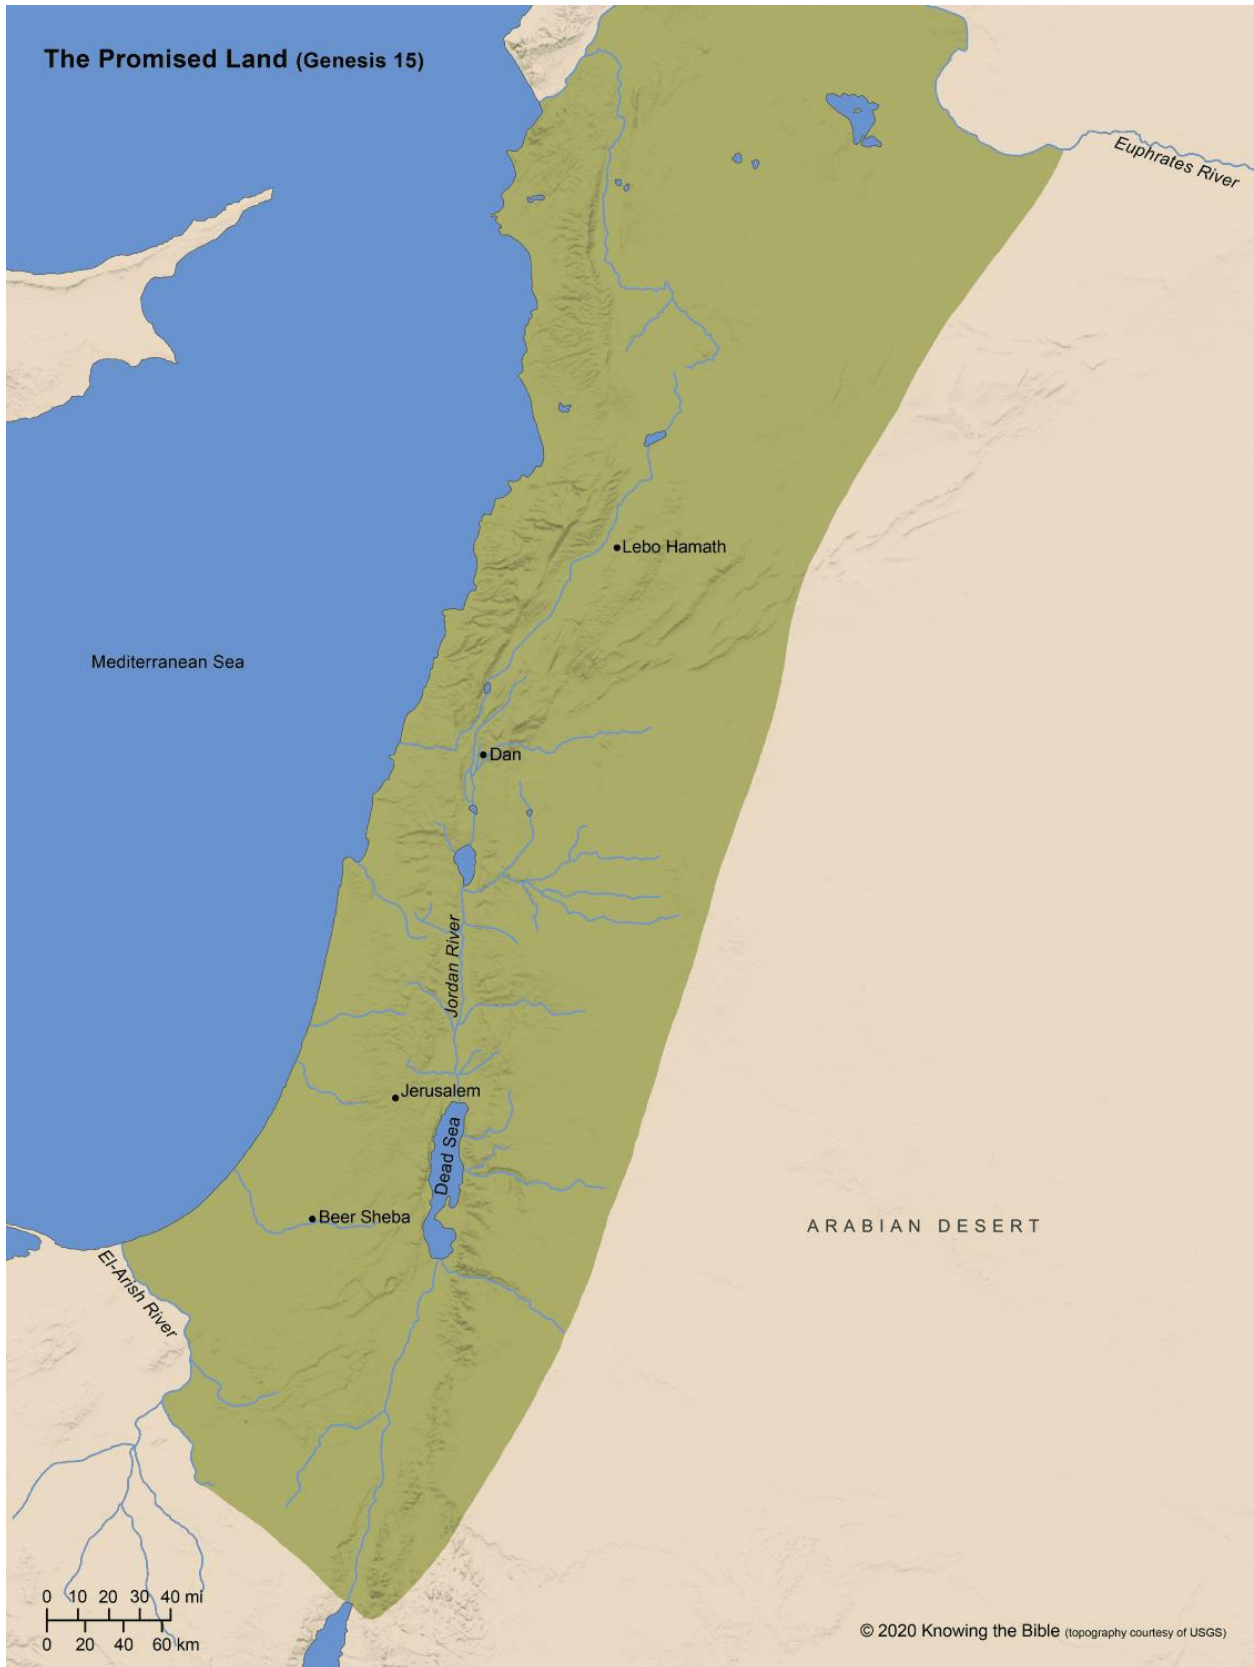 The Promised Land (Genesis 15)
Euphrates River
Lebo Hamath
Mediterranean Sea
Dan
Jordan River
Jerusalem
Dead Sea
Beer Sheba
ARABIAN DESERT
El-Arish River
0 10 20 30 40 mi
0 20 40 60 km
© 2020 Knowing the Bible (topography courtesy of USGS)